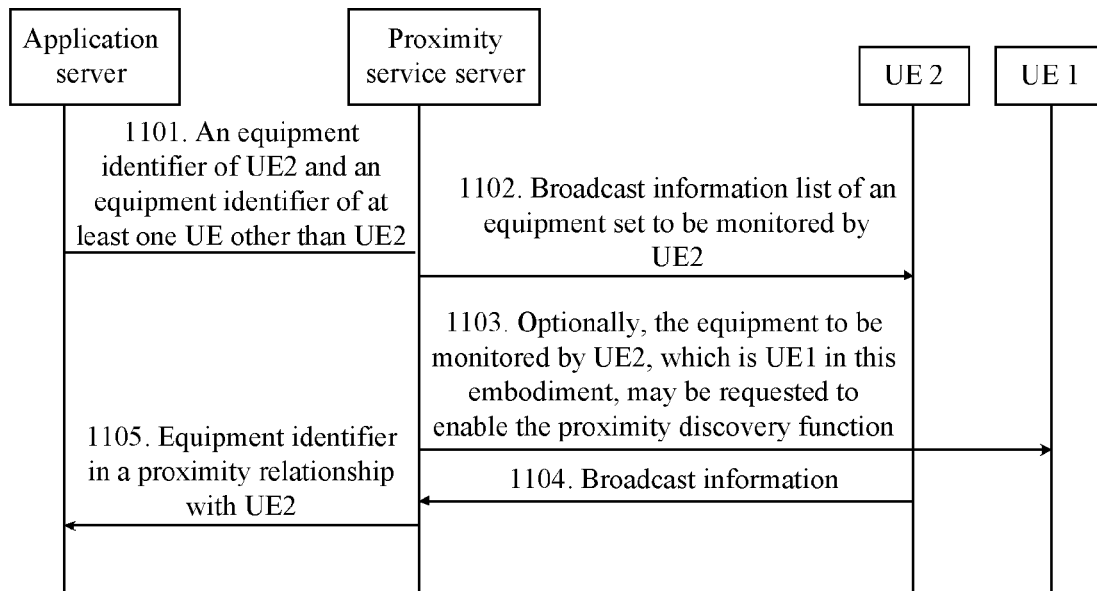 Application
server
Proximity
service server
UE 2
UE 1
1101. An equipment
identifier of UE2 and an
equipment identifier of at
least one UE other than UE2
1102. Broadcast information list of an
equipment set to be monitored by
UE2
1103. Optionally, the equipment to be
monitored by UE2, which is UE1 in this
embodiment, may be requested to
enable the proximity discovery function
1104. Broadcast information
1105. Equipment identifier
in a proximity relationship
with UE2